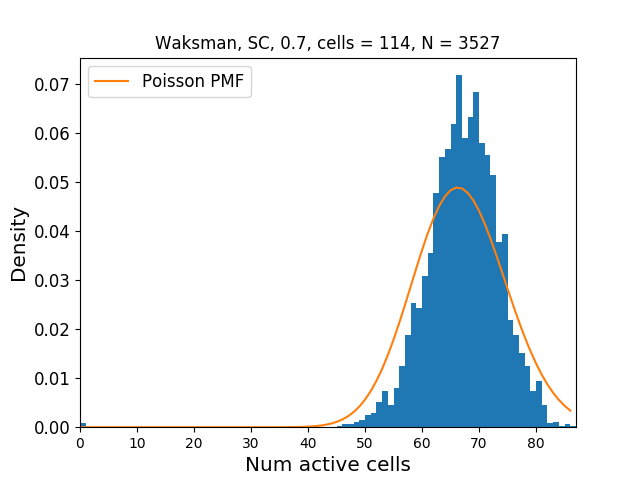 Waksman, SC, 0.7, cells = 114, N = 3527
Poisson PMF
Density
0.07
0.06
0.05
0.04
0.03
0.02
0.01
0.00
0 10 20 30 40 50 60 70 80
Num active cells